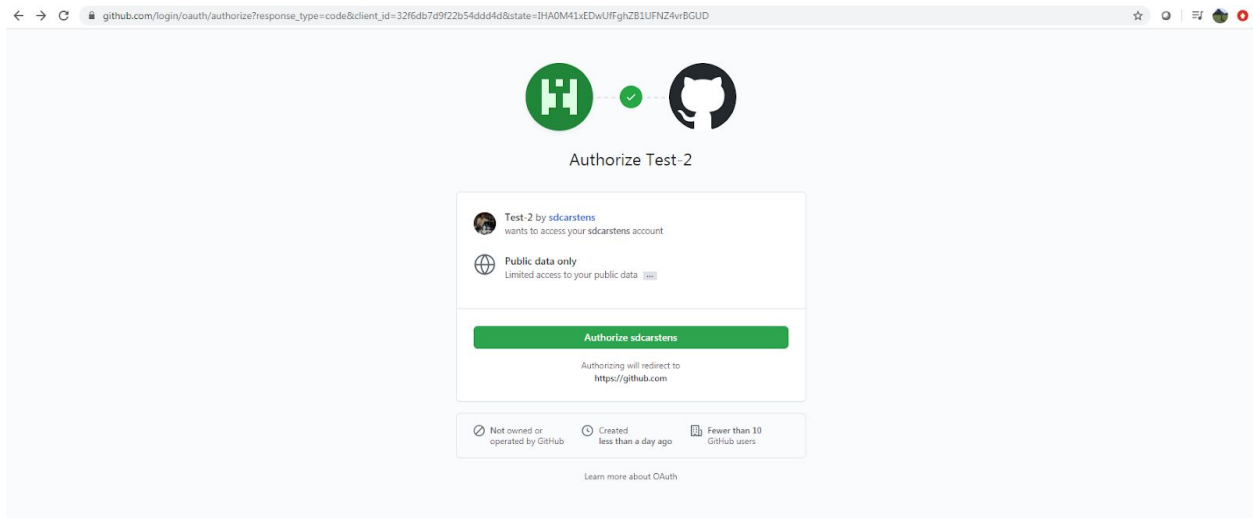 github.com/login/oauth/authorize?response_type=code&client_id=32f6db7d9f22b54ddd4d&state=IHA0M41xEDwUfFghZB1UFNZ4vrBGUD
Authorize Test-2
Test-2 by sdcarstens
wants to access your sdcarstens account
Public data only
Limited access to your public data ...
Authorize sdcarstens
Authorizing will redirect to
https://github.com
Not owned or
operated by GitHub
Created
less than a day ago
Fewer than 10
GitHub users
Learn more about OAuth